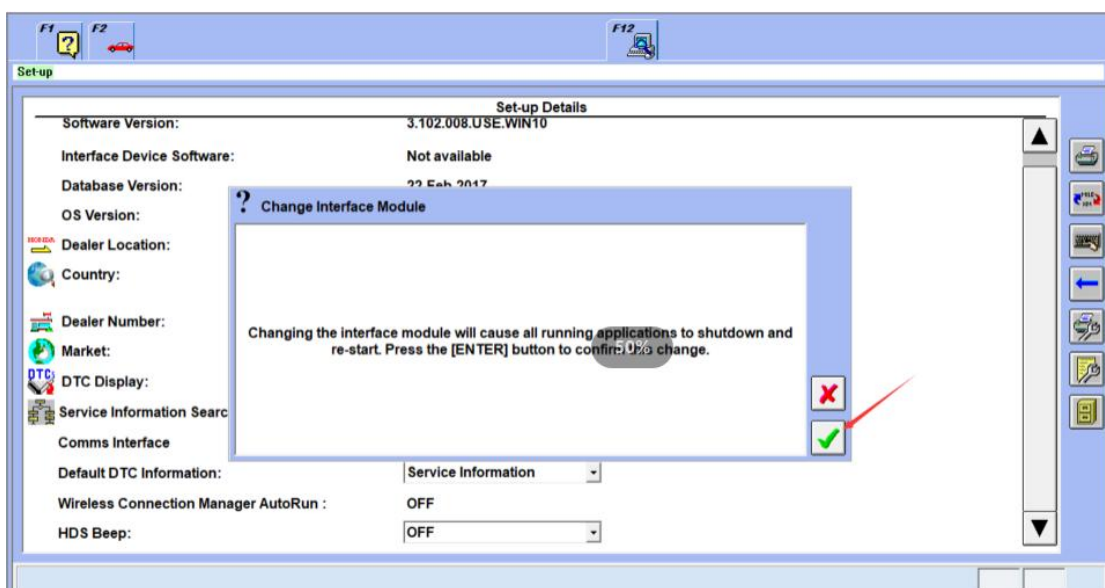 F1
F2
F12
Set-up
Set-up Details
Software Version: 3.102.008.USE.WIN10
Interface Device Software: Not available
Database Version: 22 Feb 2017
OS Version:
? Change Interface Module
Dealer Location:
Country:
Dealer Number:
Changing the interface module will cause all running applications to shutdown and
re-start. Press the [ENTER] button to confirm this change.
50%
Market:
DTC
DTC Display:
Service Information Searc
Comms Interface
Default DTC Information: Service Information
Wireless Connection Manager AutoRun : OFF
HDS Beep: OFF